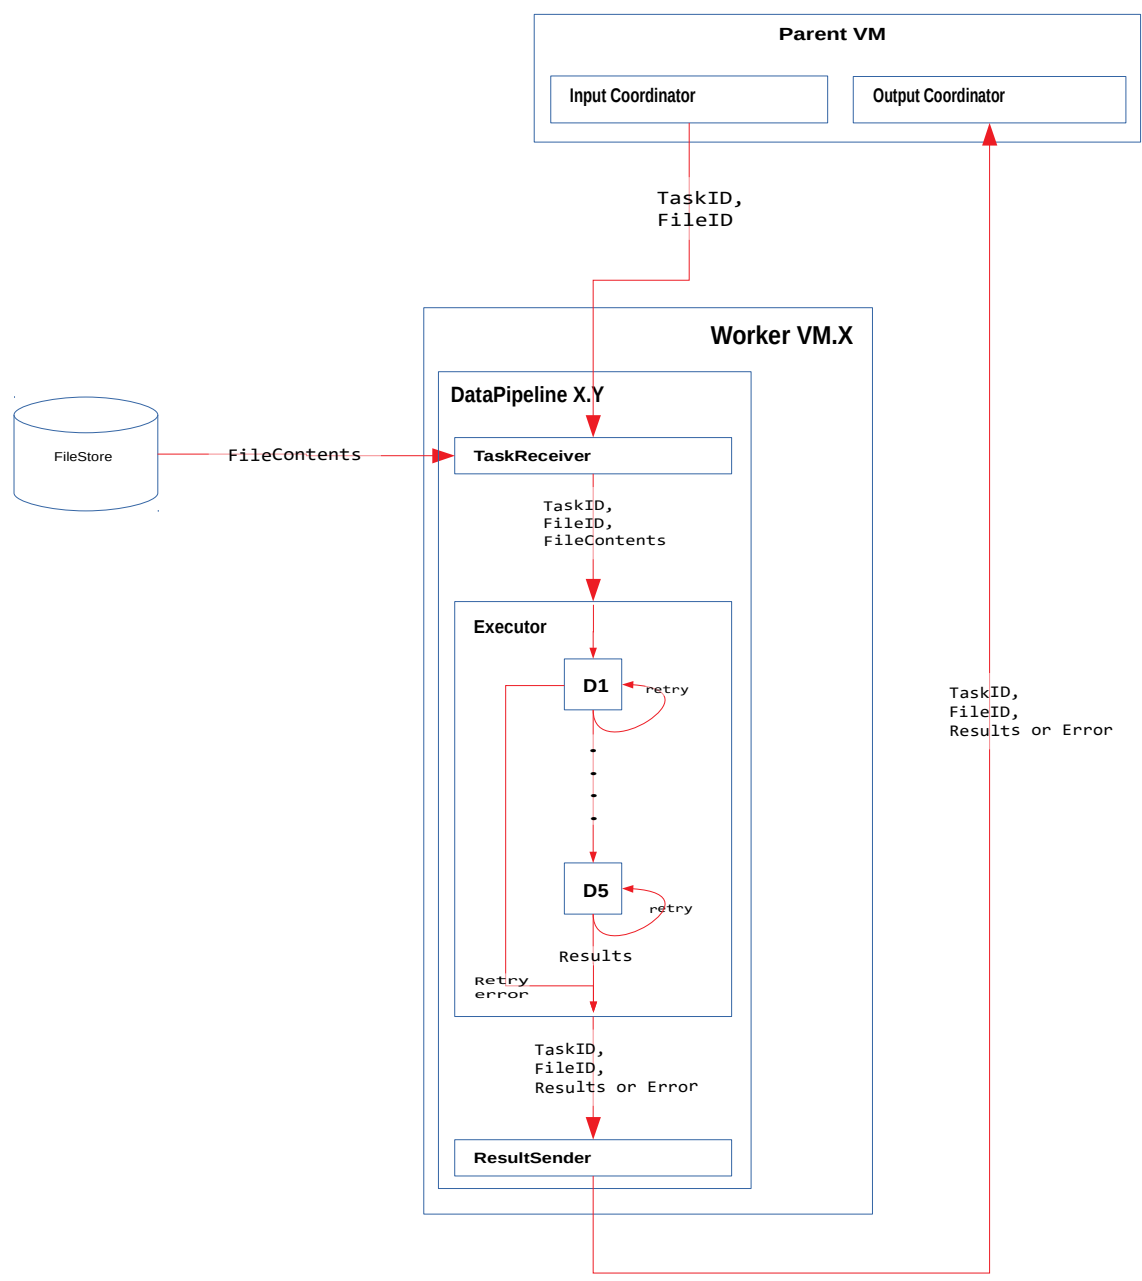 Parent VM
Input Coordinator
Output Coordinator
TaskID,
FileID
Worker VM.X
DataPipeline X.Y
FileStore
FileContents
TaskReceiver
TaskID,
FileID,
FileContents
Executor
D1
retry
D5
retry
Results
Retry
error
TaskID,
FileID,
Results or Error
ResultSender
TaskID,
FileID,
Results or Error